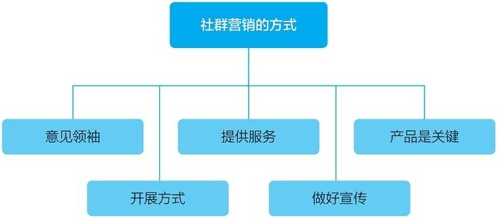 社群营销的方式
意见领袖
提供服务
产品是关键
开展方式
做好宣传